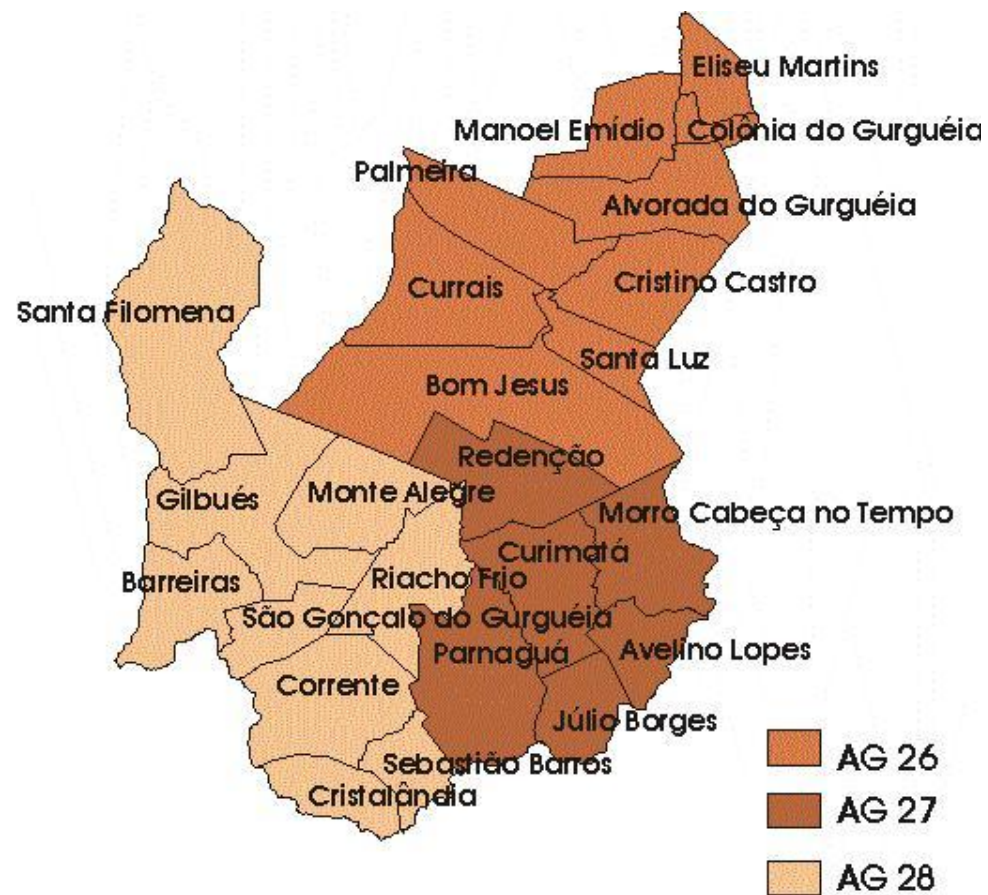 Eliseu Martins
Manoel Emídio
Colônia do Gurguéia
Palmeira
Alvorada do Gurguéia
Currais
Cristino Castro
Santa Filomena
Santa Luz
Bom Jesus
Redenção
Gilbués
Monte Alegre
Morro Cabeça no Tempo
Curimatá
Barreiras
Riacho Frio
São Gonçalo do Gurguéia
Parnaguá
Avelino Lopes
Corrente
Júlio Borges
Sebastião Barros
Cristalândia
AG 26
AG 27
AG 28